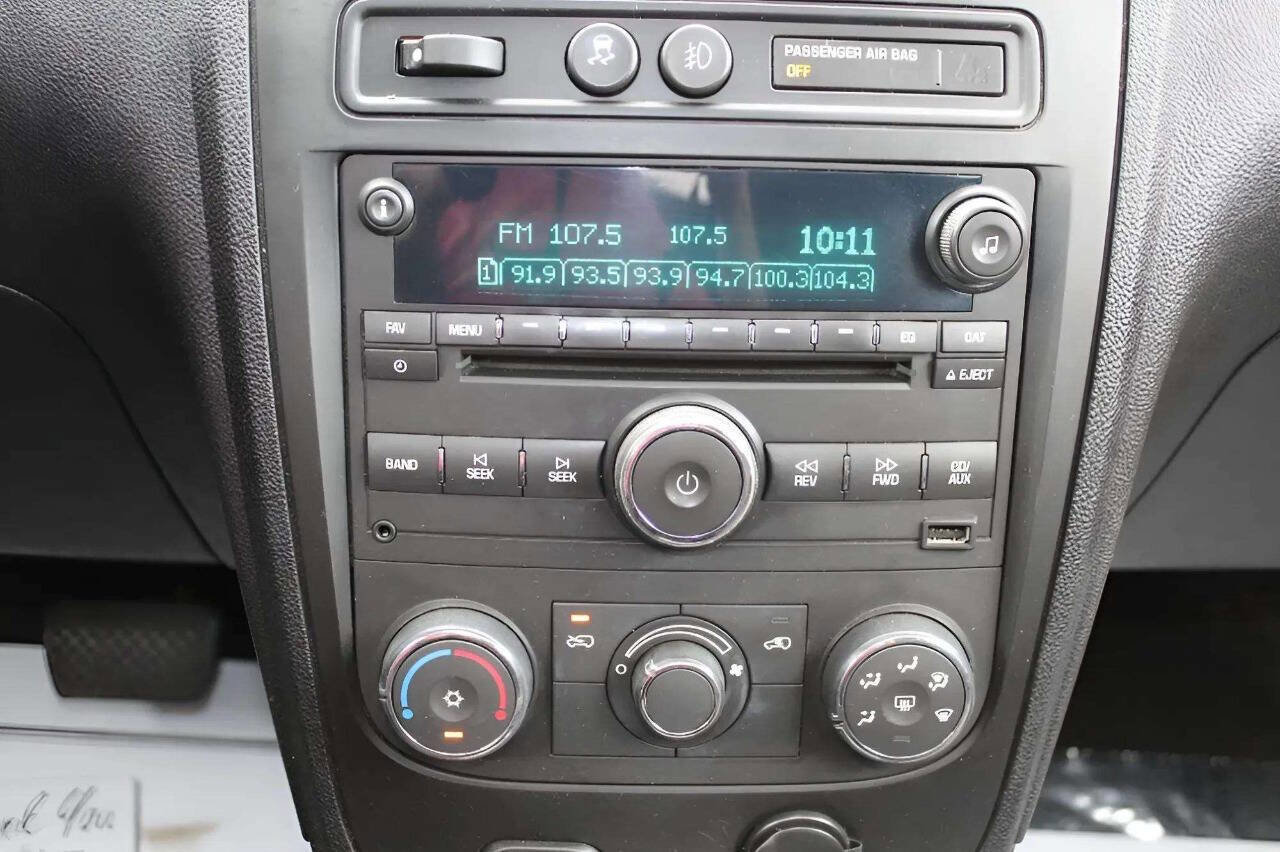 PASSENGER AIR BAG
OFF
i
FM 107.5 107.5 10:11
1 91.9 93.5 93.9 94.7 100.3 104.3
FAV MENU EQ CAT
EJECT
BAND SEEK SEEK REV FWD CD/
AUX